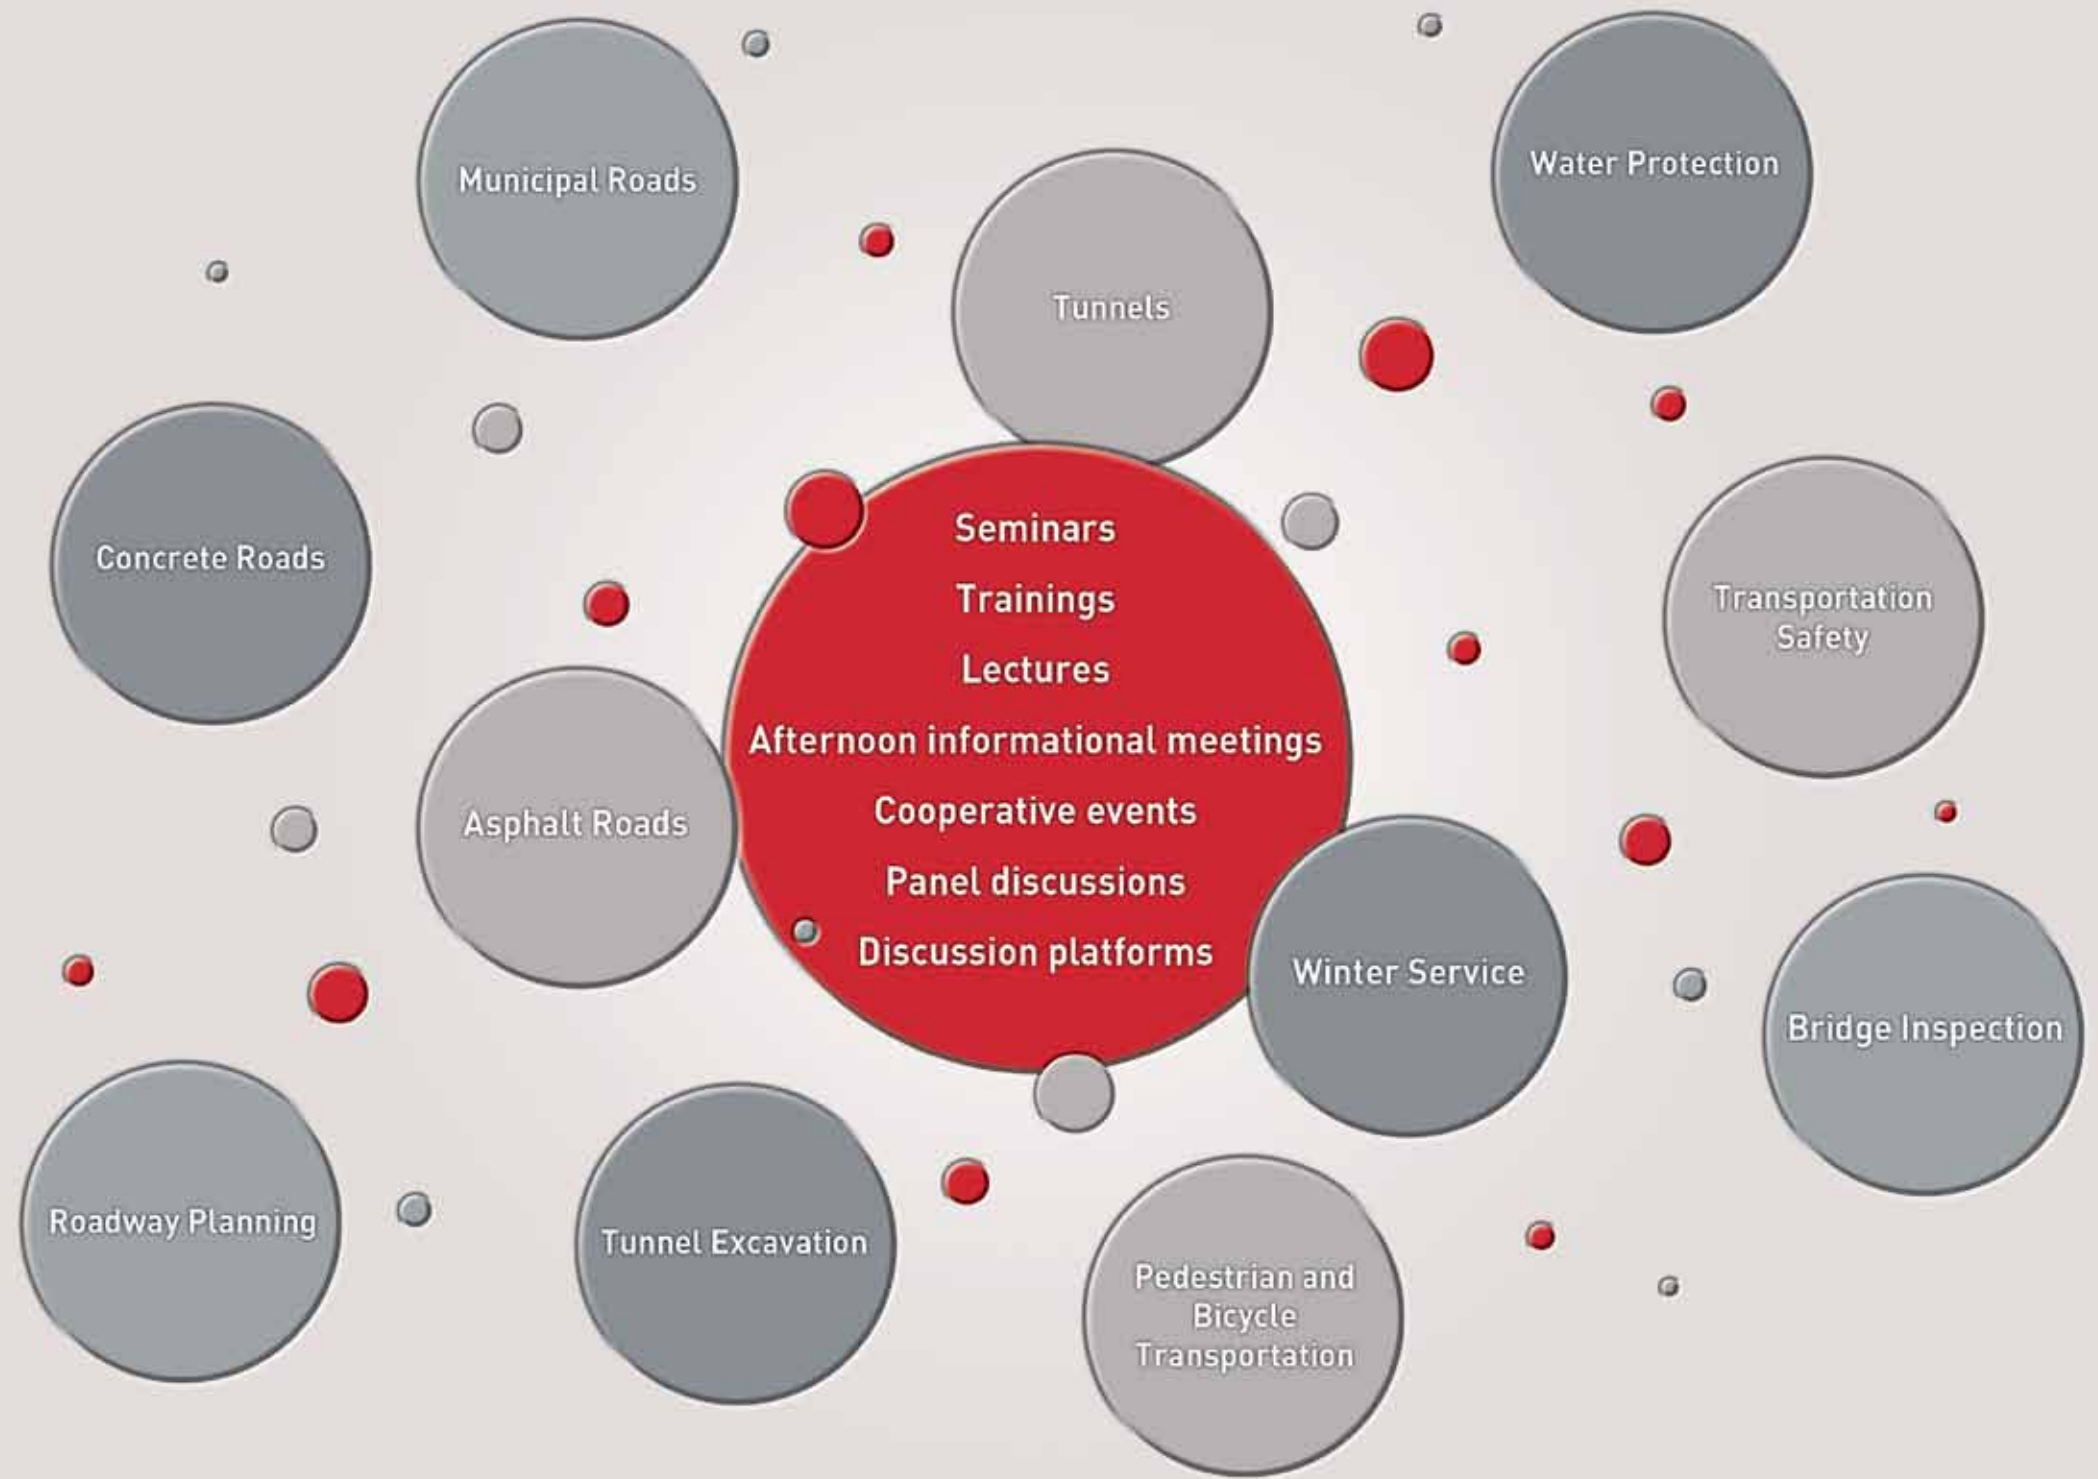 Municipal Roads
Water Protection
Tunnels
Concrete Roads
Seminars
Trainings
Lectures
Afternoon informational meetings
Cooperative events
Panel discussions
Discussion platforms
Transportation
Safety
Asphalt Roads
Winter Service
Bridge Inspection
Roadway Planning
Tunnel Excavation
Pedestrian and
Bicycle
Transportation